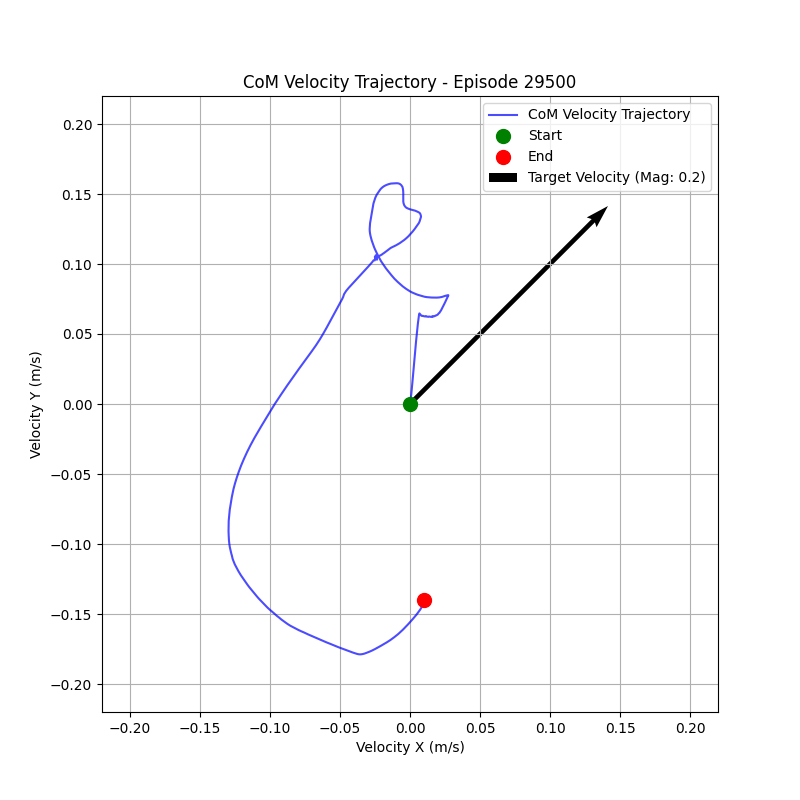 CoM Velocity Trajectory - Episode 29500
CoM Velocity Trajectory
Start
End
Target Velocity (Mag: 0.2)
0.20
0.15
0.10
0.05
0.00
−0.05
−0.10
−0.15
−0.20
Velocity Y (m/s)
−0.20 −0.15 −0.10 −0.05 0.00 0.05 0.10 0.15 0.20
Velocity X (m/s)